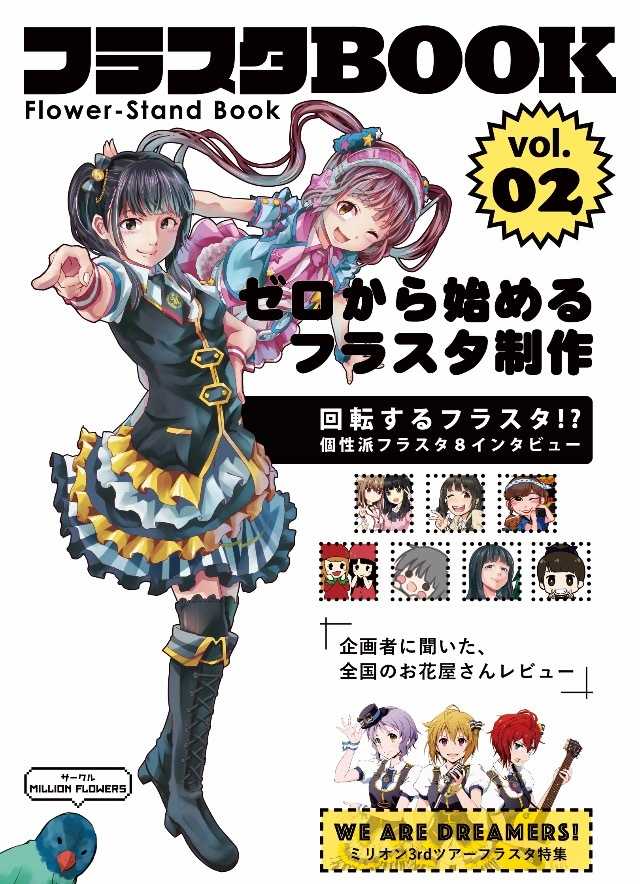 フラスタBOOK
Flower-Stand Book
vol.
02
ゼロから始める
フラスタ制作
回転するフラスタ!?
個性派フラスタ8インタビュー
企画者に聞いた、
全国のお花屋さんレビュー
サークル
MILLION FLOWERS
WE ARE DREAMERS!
ミリオン3rdツアーフラスタ特集